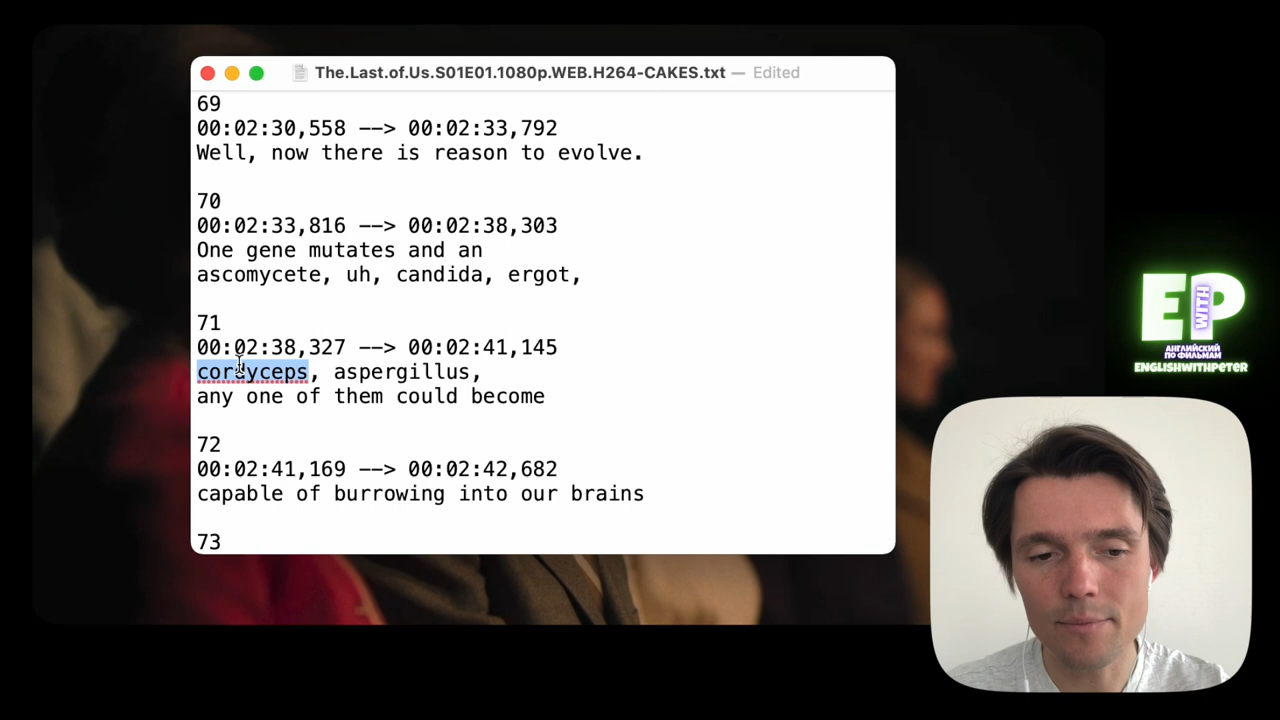 The.Last.of.Us.S01E01.1080p.WEB.H264-CAKES.txt — Edited
69
00:02:30,558 --> 00:02:33,792
Well, now there is reason to evolve.
70
00:02:33,816 --> 00:02:38,303
One gene mutates and an
ascomycete, uh, candida, ergot,
71
00:02:38,327 --> 00:02:41,145
cordyceps, aspergillus,
any one of them could become
72
00:02:41,169 --> 00:02:42,682
capable of burrowing into our brains
73
EP
WITH
АНГЛИЙСКИЙ
ПО ФИЛЬМАМ
ENGLISHWITHPETER